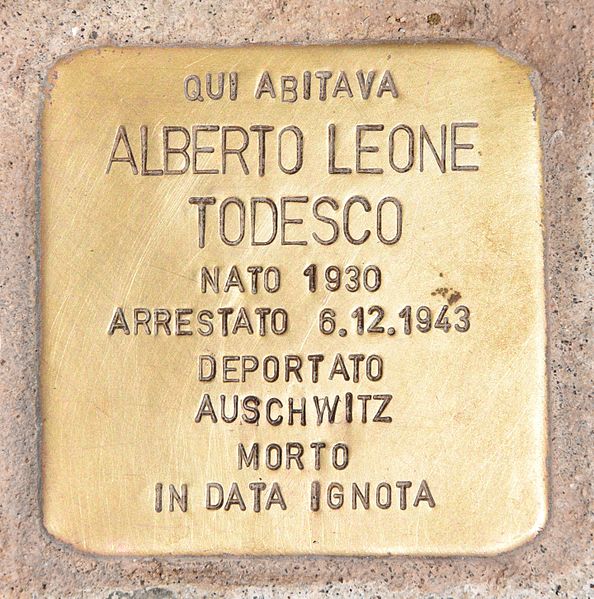 QUI ABITAVA
ALBERTO LEONE
TODESCO
NATO 1930
ARRESTATO 6.12.1943
DEPORTATO
AUSCHWITZ
MORTO
IN DATA IGNOTA